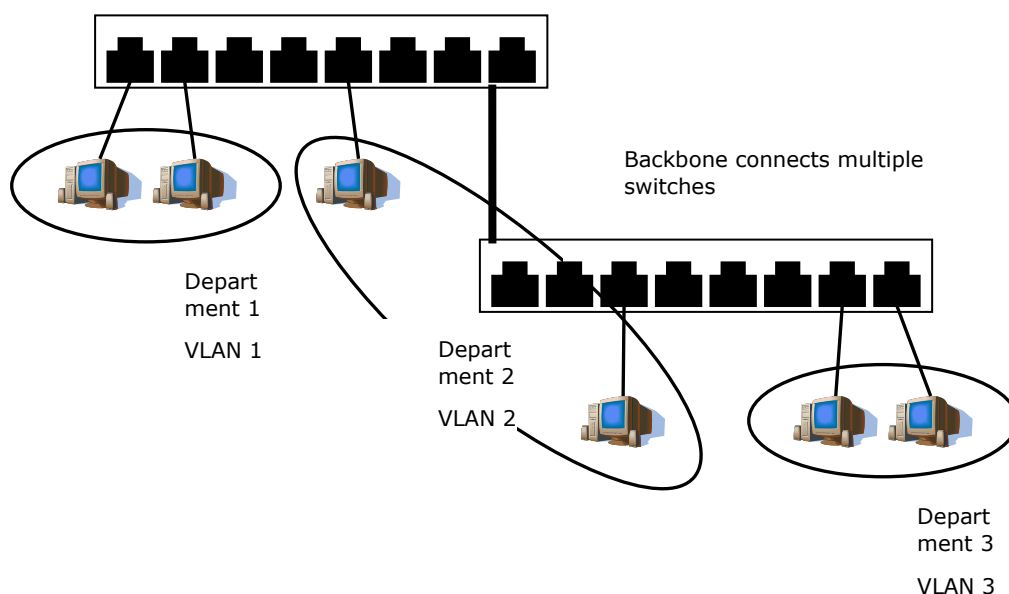 Backbone connects multiple
switches
Depart
ment 1
VLAN 1
Depart
ment 2
VLAN 2
Depart
ment 3
VLAN 3